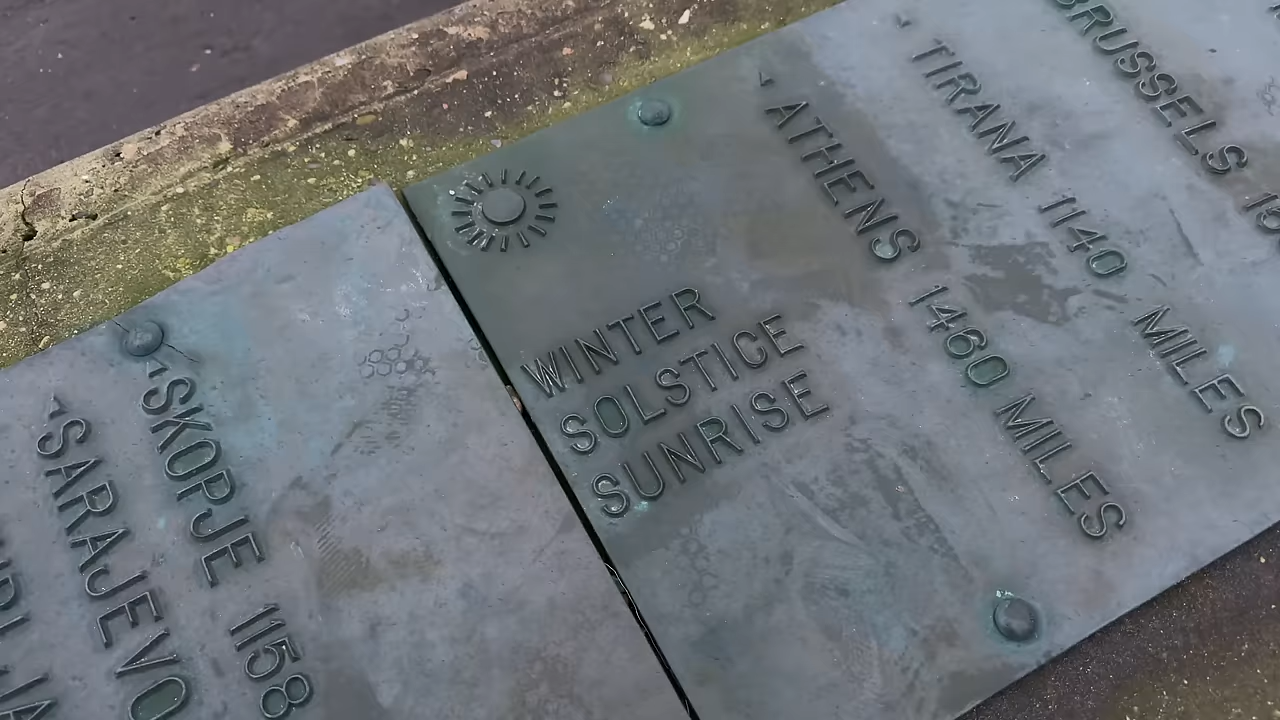 SARAJEVO
SKOPJE 1158
WINTER
SOLSTICE
SUNRISE
ATHENS 1460 MILES
TIRANA 1140 MILES
BRUSSELS